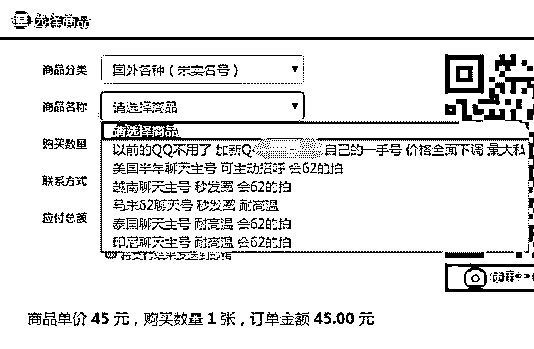 选择商品
商品分类 国外各种（未实名号）
商品名称 请选择商品
请选择商品
购买数量
以前的QQ不用了 加新Q 自己的一手号 价格全面下调 量大私
美国半年聊天主号 可主动招呼 会62的拍
联系方式
越南聊天主号 秒发货 会62的拍
马来62聊天号 秒发货 耐高温
应付总额
泰国聊天主号 耐高温 会62的拍
印尼聊天主号 耐高温 会62的拍
商品单价 45 元，购买数量 1 张，订单金额 45.00 元